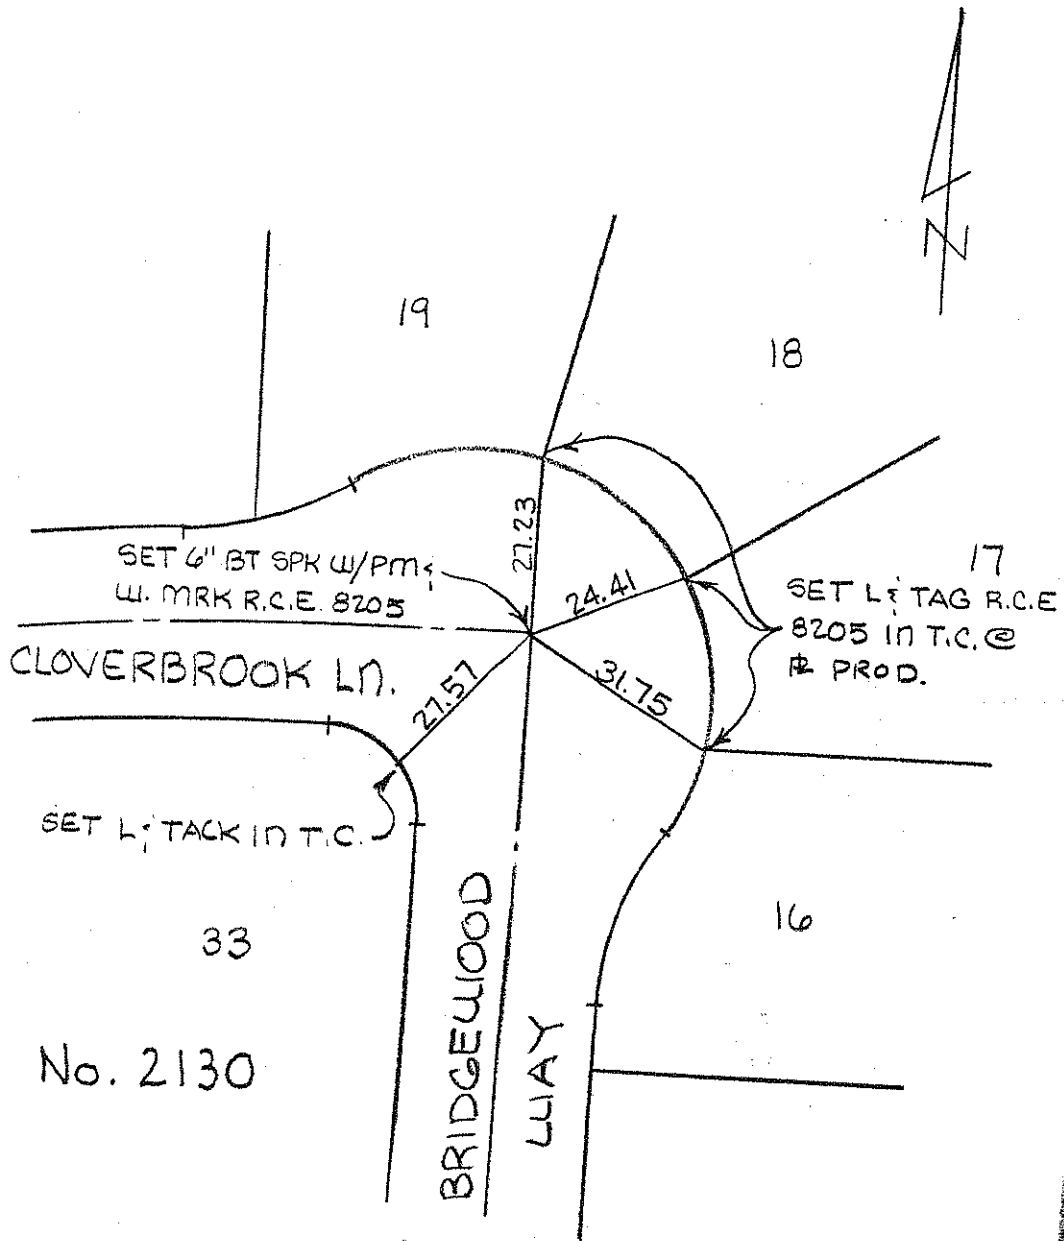 N
19
18
27.23
SET 6" BT SPK W/PM &
W. MRK R.C.E. 8205
24.41
17
SET L & TAG R.C.E
8205 IN T.C. @
PL PROD.
CLOVERBROOK LN.
27.57
31.75
SET L & TACK IN T.C.
33
16
BRIDGEWOOD
WAY
No. 2130